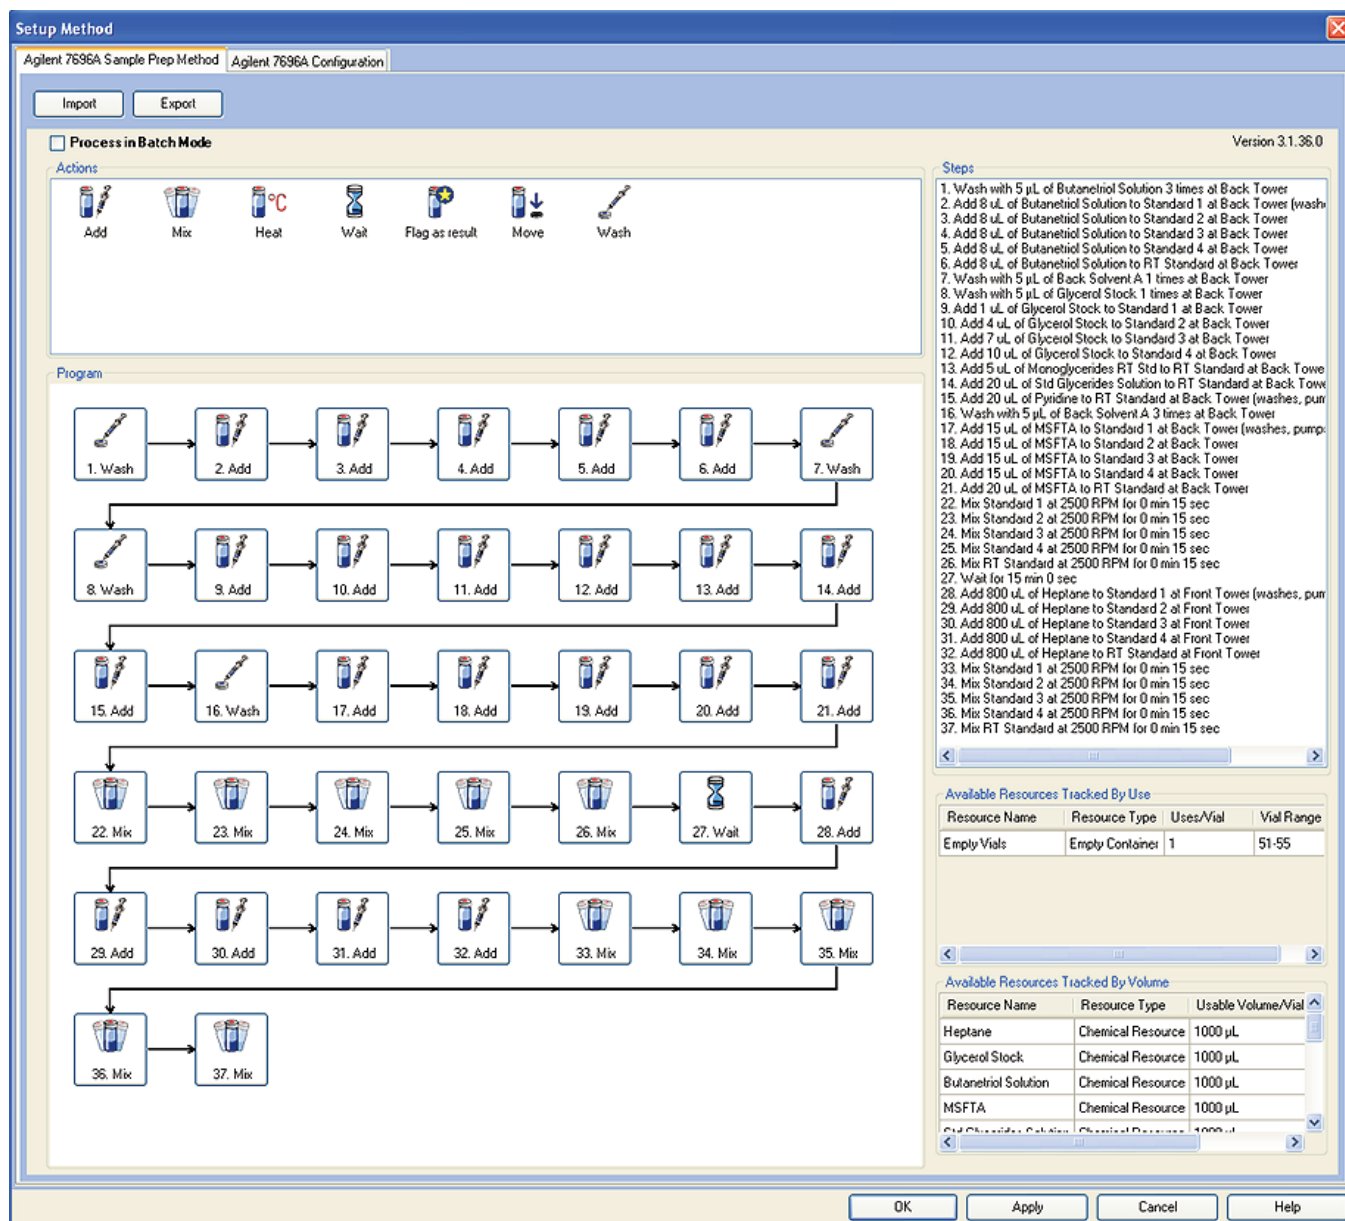 Setup Method
Agilent 7696A Sample Prep Method
Agilent 7696A Configuration
Import
Export
Process in Batch Mode
Version 3.1.36.0
Actions
Add
Mix
°C
Heat
Wait
Flag as result
Move
Wash
Program
1. Wash
2. Add
3. Add
4. Add
5. Add
6. Add
7. Wash
8. Wash
9. Add
10. Add
11. Add
12. Add
13. Add
14. Add
15. Add
16. Wash
17. Add
18. Add
19. Add
20. Add
21. Add
22. Mix
23. Mix
24. Mix
25. Mix
26. Mix
27. Wait
28. Add
29. Add
30. Add
31. Add
32. Add
33. Mix
34. Mix
35. Mix
36. Mix
37. Mix
Steps
1. Wash with 5 µL of Butanetriol Solution 3 times at Back Tower
2. Add 8 uL of Butanetriol Solution to Standard 1 at Back Tower (wash
3. Add 8 uL of Butanetriol Solution to Standard 2 at Back Tower
4. Add 8 uL of Butanetriol Solution to Standard 3 at Back Tower
5. Add 8 uL of Butanetriol Solution to Standard 4 at Back Tower
6. Add 8 uL of Butanetriol Solution to RT Standard at Back Tower
7. Wash with 5 µL of Back Solvent A 1 times at Back Tower
8. Wash with 5 µL of Glycerol Stock 1 times at Back Tower
9. Add 1 uL of Glycerol Stock to Standard 1 at Back Tower
10. Add 4 uL of Glycerol Stock to Standard 2 at Back Tower
11. Add 7 uL of Glycerol Stock to Standard 3 at Back Tower
12. Add 10 uL of Glycerol Stock to Standard 4 at Back Tower
13. Add 5 uL of Monoglycerides RT Std to RT Standard at Back Towe
14. Add 20 uL of Std Glycerides Solution to RT Standard at Back Towe
15. Add 20 uL of Pyridine to RT Standard at Back Tower (washes, pum
16. Wash with 5 µL of Back Solvent A 3 times at Back Tower
17. Add 15 uL of MSFTA to Standard 1 at Back Tower (washes, pump
18. Add 15 uL of MSFTA to Standard 2 at Back Tower
19. Add 15 uL of MSFTA to Standard 3 at Back Tower
20. Add 15 uL of MSFTA to Standard 4 at Back Tower
21. Add 20 uL of MSFTA to RT Standard at Back Tower
22. Mix Standard 1 at 2500 RPM for 0 min 15 sec
23. Mix Standard 2 at 2500 RPM for 0 min 15 sec
24. Mix Standard 3 at 2500 RPM for 0 min 15 sec
25. Mix Standard 4 at 2500 RPM for 0 min 15 sec
26. Mix RT Standard at 2500 RPM for 0 min 15 sec
27. Wait for 15 min 0 sec
28. Add 800 uL of Heptane to Standard 1 at Front Tower (washes, pum
29. Add 800 uL of Heptane to Standard 2 at Front Tower
30. Add 800 uL of Heptane to Standard 3 at Front Tower
31. Add 800 uL of Heptane to Standard 4 at Front Tower
32. Add 800 uL of Heptane to RT Standard at Front Tower
33. Mix Standard 1 at 2500 RPM for 0 min 15 sec
34. Mix Standard 2 at 2500 RPM for 0 min 15 sec
35. Mix Standard 3 at 2500 RPM for 0 min 15 sec
36. Mix Standard 4 at 2500 RPM for 0 min 15 sec
37. Mix RT Standard at 2500 RPM for 0 min 15 sec
Available Resources Tracked By Use
Resource Name Resource Type Uses/Vial Vial Range
Empty Vials Empty Container 1 51-55
Available Resources Tracked By Volume
Resource Name Resource Type Usable Volume/Vial
Heptane Chemical Resource 1000 µL
Glycerol Stock Chemical Resource 1000 µL
Butanetriol Solution Chemical Resource 1000 µL
MSFTA Chemical Resource 1000 µL
Std Glycerides Solution Chemical Resource 1000 µL
OK
Apply
Cancel
Help